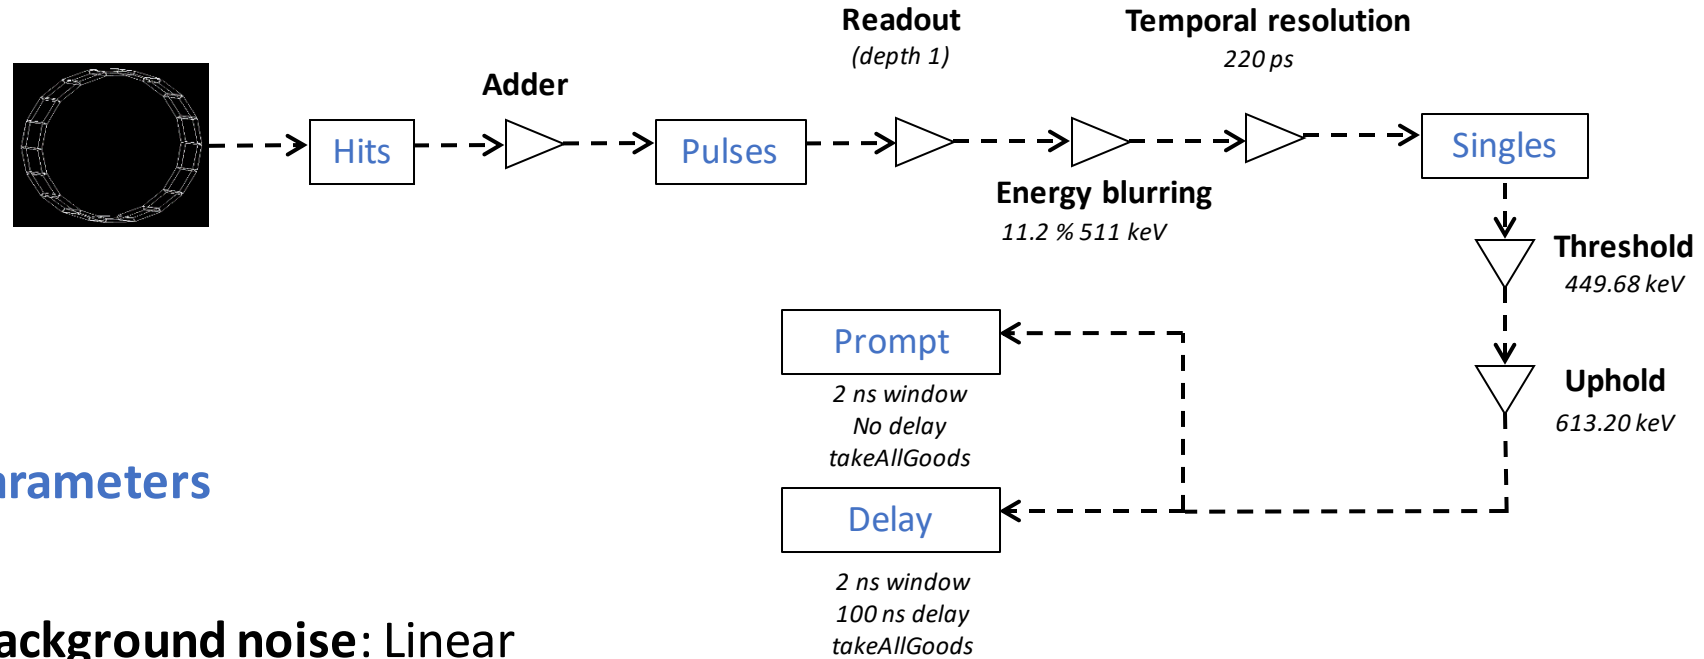 Readout
(depth 1)
Temporal resolution
220 ps
Adder
Hits
Pulses
Singles
Energy blurring
11.2 % 511 keV
Threshold
449.68 keV
Prompt
2 ns window
No delay
takeAllGoods
Uphold
613.20 keV
arameters
Delay
2 ns window
100 ns delay
takeAllGoods
ackground noise: Linear